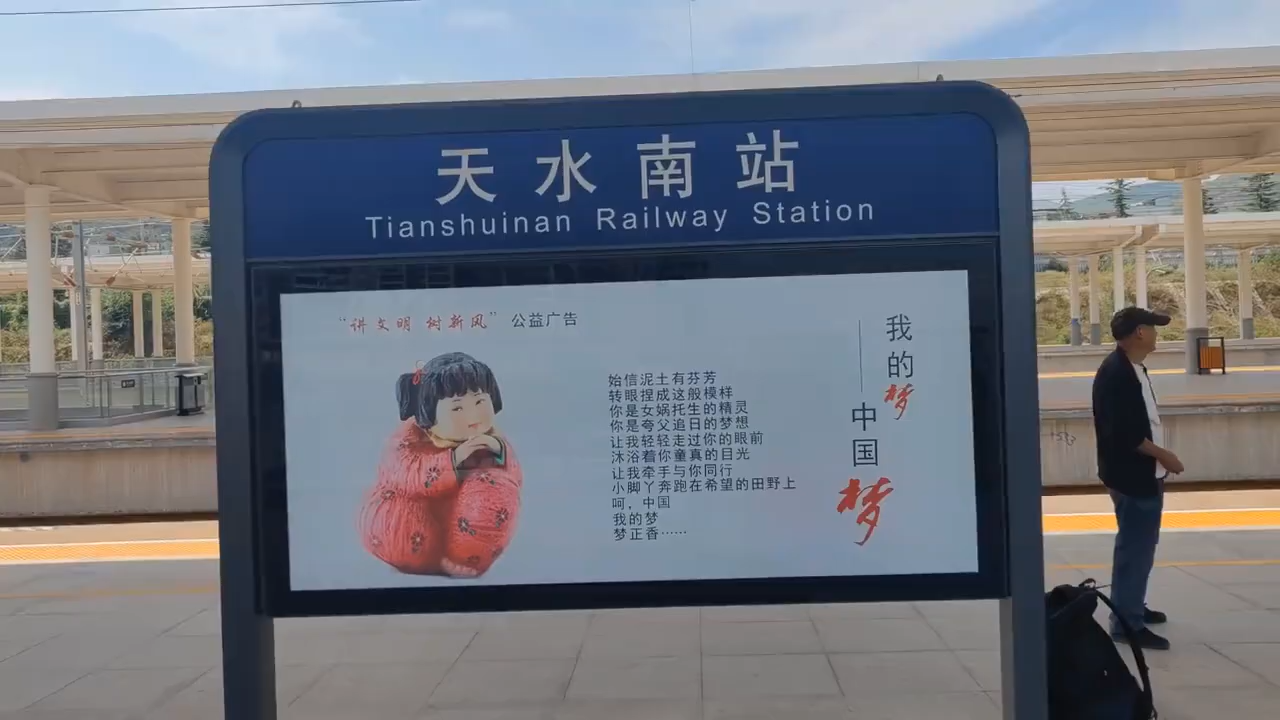 天水南站
Tianshuinan Railway Station
“讲文明 树新风” 公益广告
始信泥土有芬芳
转眼捏成这般模样
你是女娲托生的精灵
你是夸父追日的梦想
让我轻轻走过你的眼前
沐浴着你童真的目光
让我牵手与你同行
小脚丫奔跑在希望的田野上
呵，中国
我的梦
梦正香……
我的梦
——中国梦